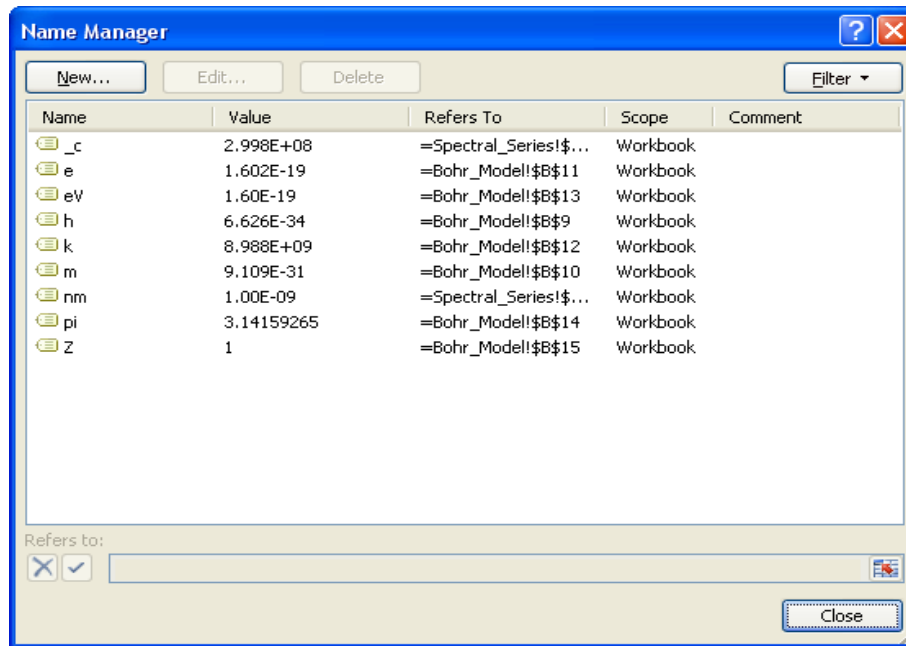 Name Manager
New... Edit... Delete Filter
Name Value Refers To Scope Comment
_c 2.998E+08 =Spectral_Series!$... Workbook
e 1.602E-19 =Bohr_Model!$B$11 Workbook
eV 1.60E-19 =Bohr_Model!$B$13 Workbook
h 6.626E-34 =Bohr_Model!$B$9 Workbook
k 8.988E+09 =Bohr_Model!$B$12 Workbook
m 9.109E-31 =Bohr_Model!$B$10 Workbook
nm 1.00E-09 =Spectral_Series!$... Workbook
pi 3.14159265 =Bohr_Model!$B$14 Workbook
Z 1 =Bohr_Model!$B$15 Workbook
Refers to:
Close